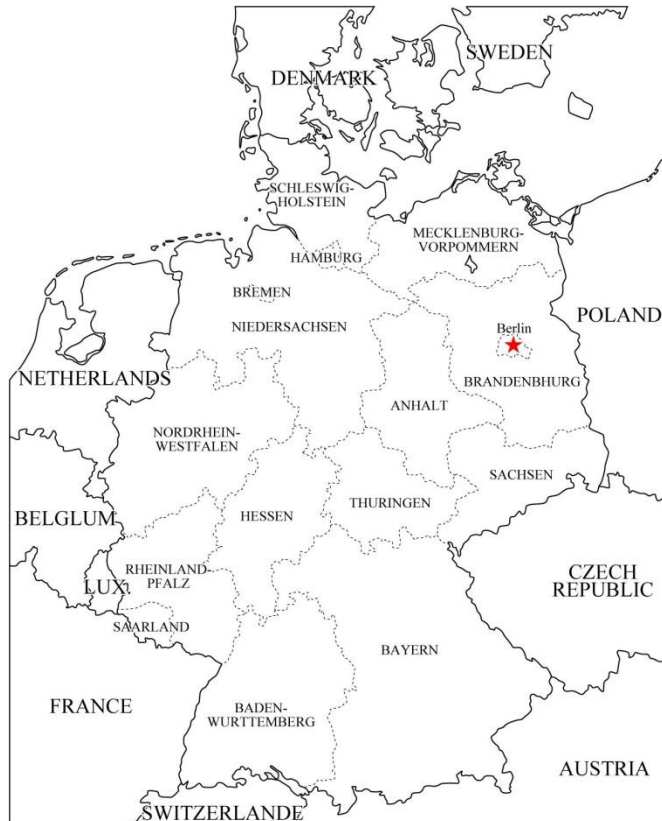 SWEDEN
DENMARK
SCHLESWIG-
HOLSTEIN
MECKLENBURG-
VORPOMMERN
HAMBURG
BREMEN
NIEDERSACHSEN
POLAND
Berlin
NETHERLANDS
BRANDENBHURG
ANHALT
NORDRHEIN-
WESTFALEN
SACHSEN
THURINGEN
HESSEN
BELGLUM
RHEINLAND
PFALZ
LUX.
CZECH
REPUBLIC
SAARLAND
BAYERN
FRANCE
BADEN-
WURTTEMBERG
AUSTRIA
SWITZERLANDE